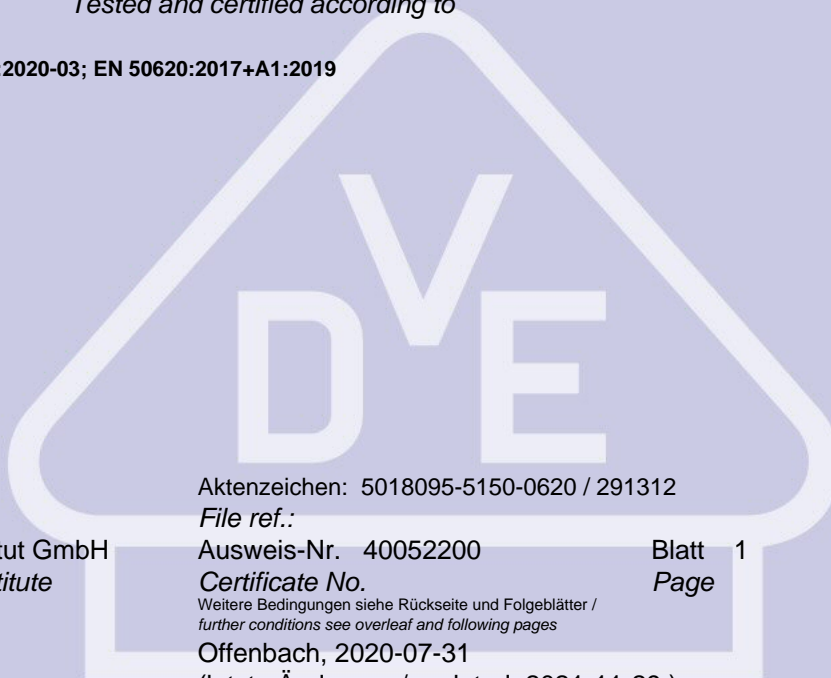 Tested and certified according to
:2020-03; EN 50620:2017+A1:2019
VDE
Aktenzeichen: 5018095-5150-0620 / 291312
File ref.:
tut GmbH Ausweis-Nr. 40052200 Blatt 1
titute Certificate No. Page
Weitere Bedingungen siehe Rückseite und Folgeblätter /
further conditions see overleaf and following pages
Offenbach, 2020-07-31